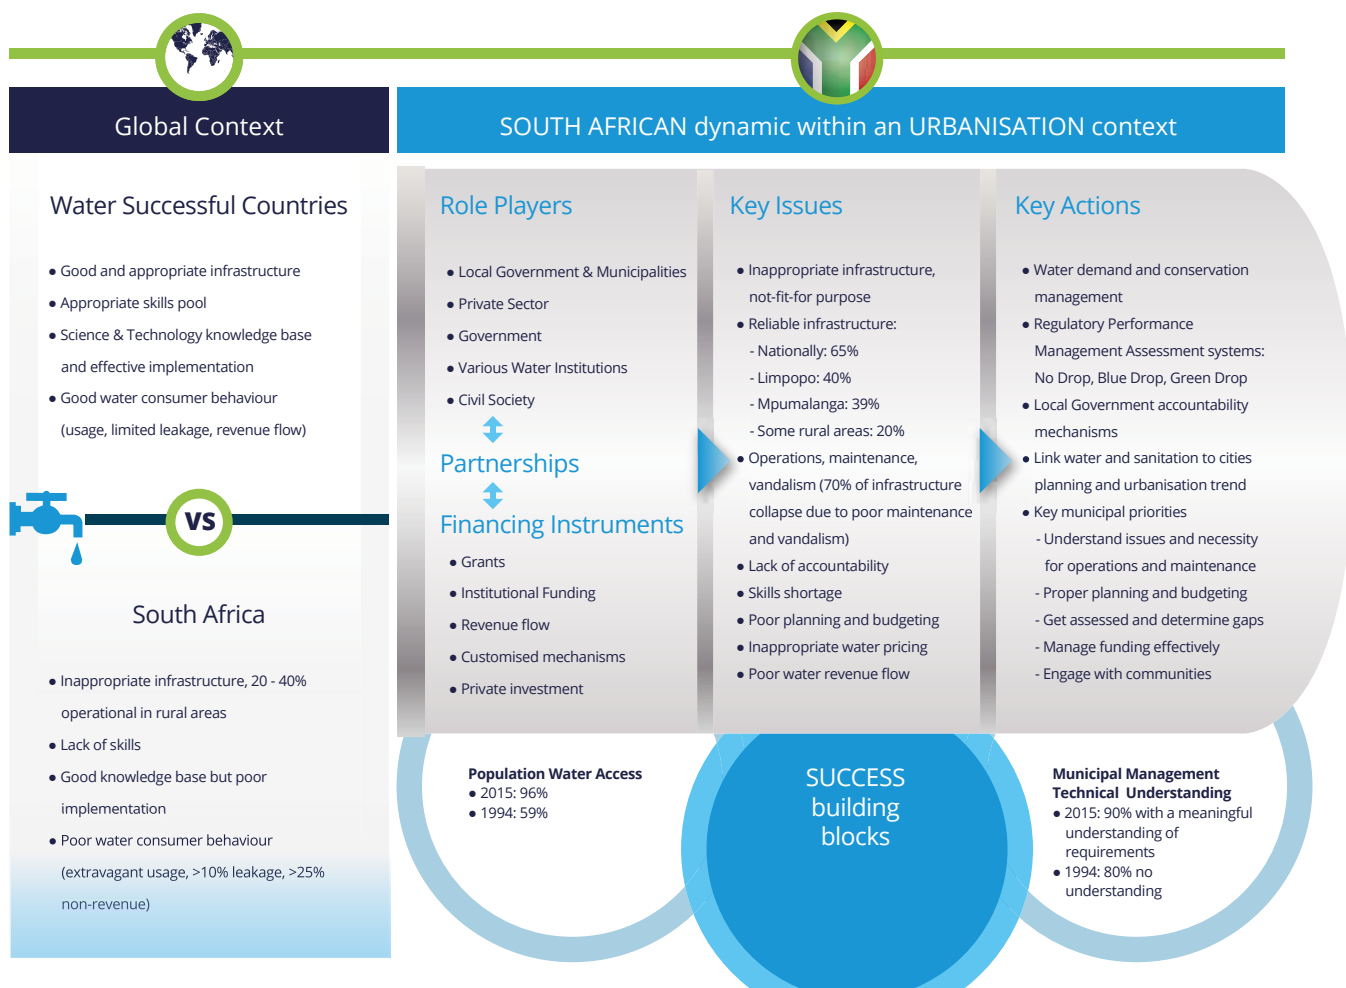 Global Context
SOUTH AFRICAN dynamic within an URBANISATION context
Water Successful Countries
● Good and appropriate infrastructure
● Appropriate skills pool
● Science & Technology knowledge base
and effective implementation
● Good water consumer behaviour
(usage, limited leakage, revenue flow)
VS
South Africa
● Inappropriate infrastructure, 20 - 40%
operational in rural areas
● Lack of skills
● Good knowledge base but poor
implementation
● Poor water consumer behaviour
(extravagant usage, >10% leakage, >25%
non-revenue)
Role Players
● Local Government & Municipalities
● Private Sector
● Government
● Various Water Institutions
● Civil Society
Partnerships
Financing Instruments
● Grants
● Institutional Funding
● Revenue flow
● Customised mechanisms
● Private investment
Key Issues
● Inappropriate infrastructure,
not-fit-for purpose
● Reliable infrastructure:
- Nationally: 65%
- Limpopo: 40%
- Mpumalanga: 39%
- Some rural areas: 20%
● Operations, maintenance,
vandalism (70% of infrastructure
collapse due to poor maintenance
and vandalism)
● Lack of accountability
● Skills shortage
● Poor planning and budgeting
● Inappropriate water pricing
● Poor water revenue flow
Key Actions
● Water demand and conservation
management
● Regulatory Performance
Management Assessment systems:
No Drop, Blue Drop, Green Drop
● Local Government accountability
mechanisms
● Link water and sanitation to cities
planning and urbanisation trend
● Key municipal priorities
- Understand issues and necessity
for operations and maintenance
- Proper planning and budgeting
- Get assessed and determine gaps
- Manage funding effectively
- Engage with communities
Population Water Access
● 2015: 96%
● 1994: 59%
SUCCESS
building
blocks
Municipal Management
Technical Understanding
● 2015: 90% with a meaningful
understanding of
requirements
● 1994: 80% no
understanding